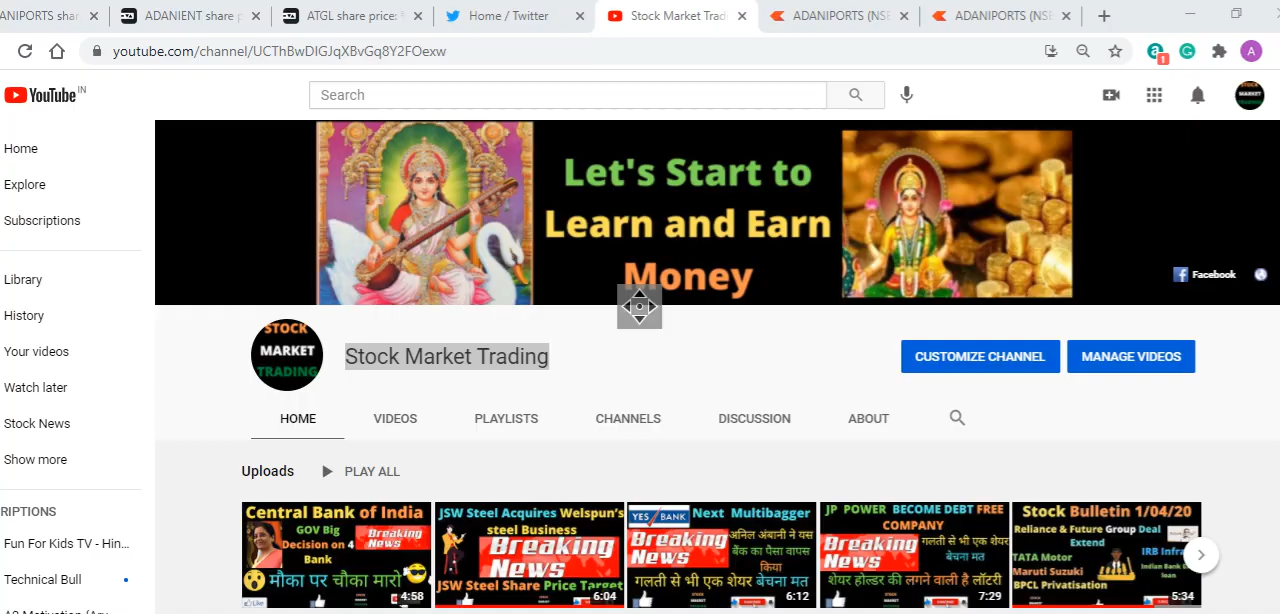 ANIPORTS shar
ADANIENT share p
ATGL share price: ₹
Home / Twitter
Stock Market Trad
ADANIPORTS (NSE
ADANIPORTS (NSE
youtube.com/channel/UCThBwDIGJqXBvGq8Y2FOexw
1
A
YouTube IN
Search
Home
Explore
Subscriptions
Library
History
Your videos
Watch later
Stock News
Show more
RIPTIONS
Fun For Kids TV - Hin...
Technical Bull
Let's Start to
Learn and Earn
Money
Facebook
STOCK
MARKET
TRADING
Stock Market Trading
CUSTOMIZE CHANNEL
MANAGE VIDEOS
HOME
VIDEOS
PLAYLISTS
CHANNELS
DISCUSSION
ABOUT
Uploads
PLAY ALL
Central Bank of India
GOV Big
Decision on 4
Bank
Breaking
News
मौका पर चौका मारो
4:58
JSW Steel Acquires Welspun's
steel Business
Breaking
News
JSW Steel Share Price Target
6:04
YES BANK
Next Multibagger
Breaking
News
अनिल अंबानी ने यस
बैंक का पैसा वापस
किया
गलती से भी एक शेयर बेचना मत
6:12
JP POWER BECOME DEBT FREE
COMPANY
Breaking
News
गलती से भी एक शेयर
बेचना मत
शेयर होल्डर की लगने वाली है लॉटरी
7:29
Stock Bulletin 1/04/20
Reliance & Future Group Deal
Extend
TATA Motor
Maruti Suzuki
BPCL Privatisation
IRB Infra
Indian Bank
loan
5:34